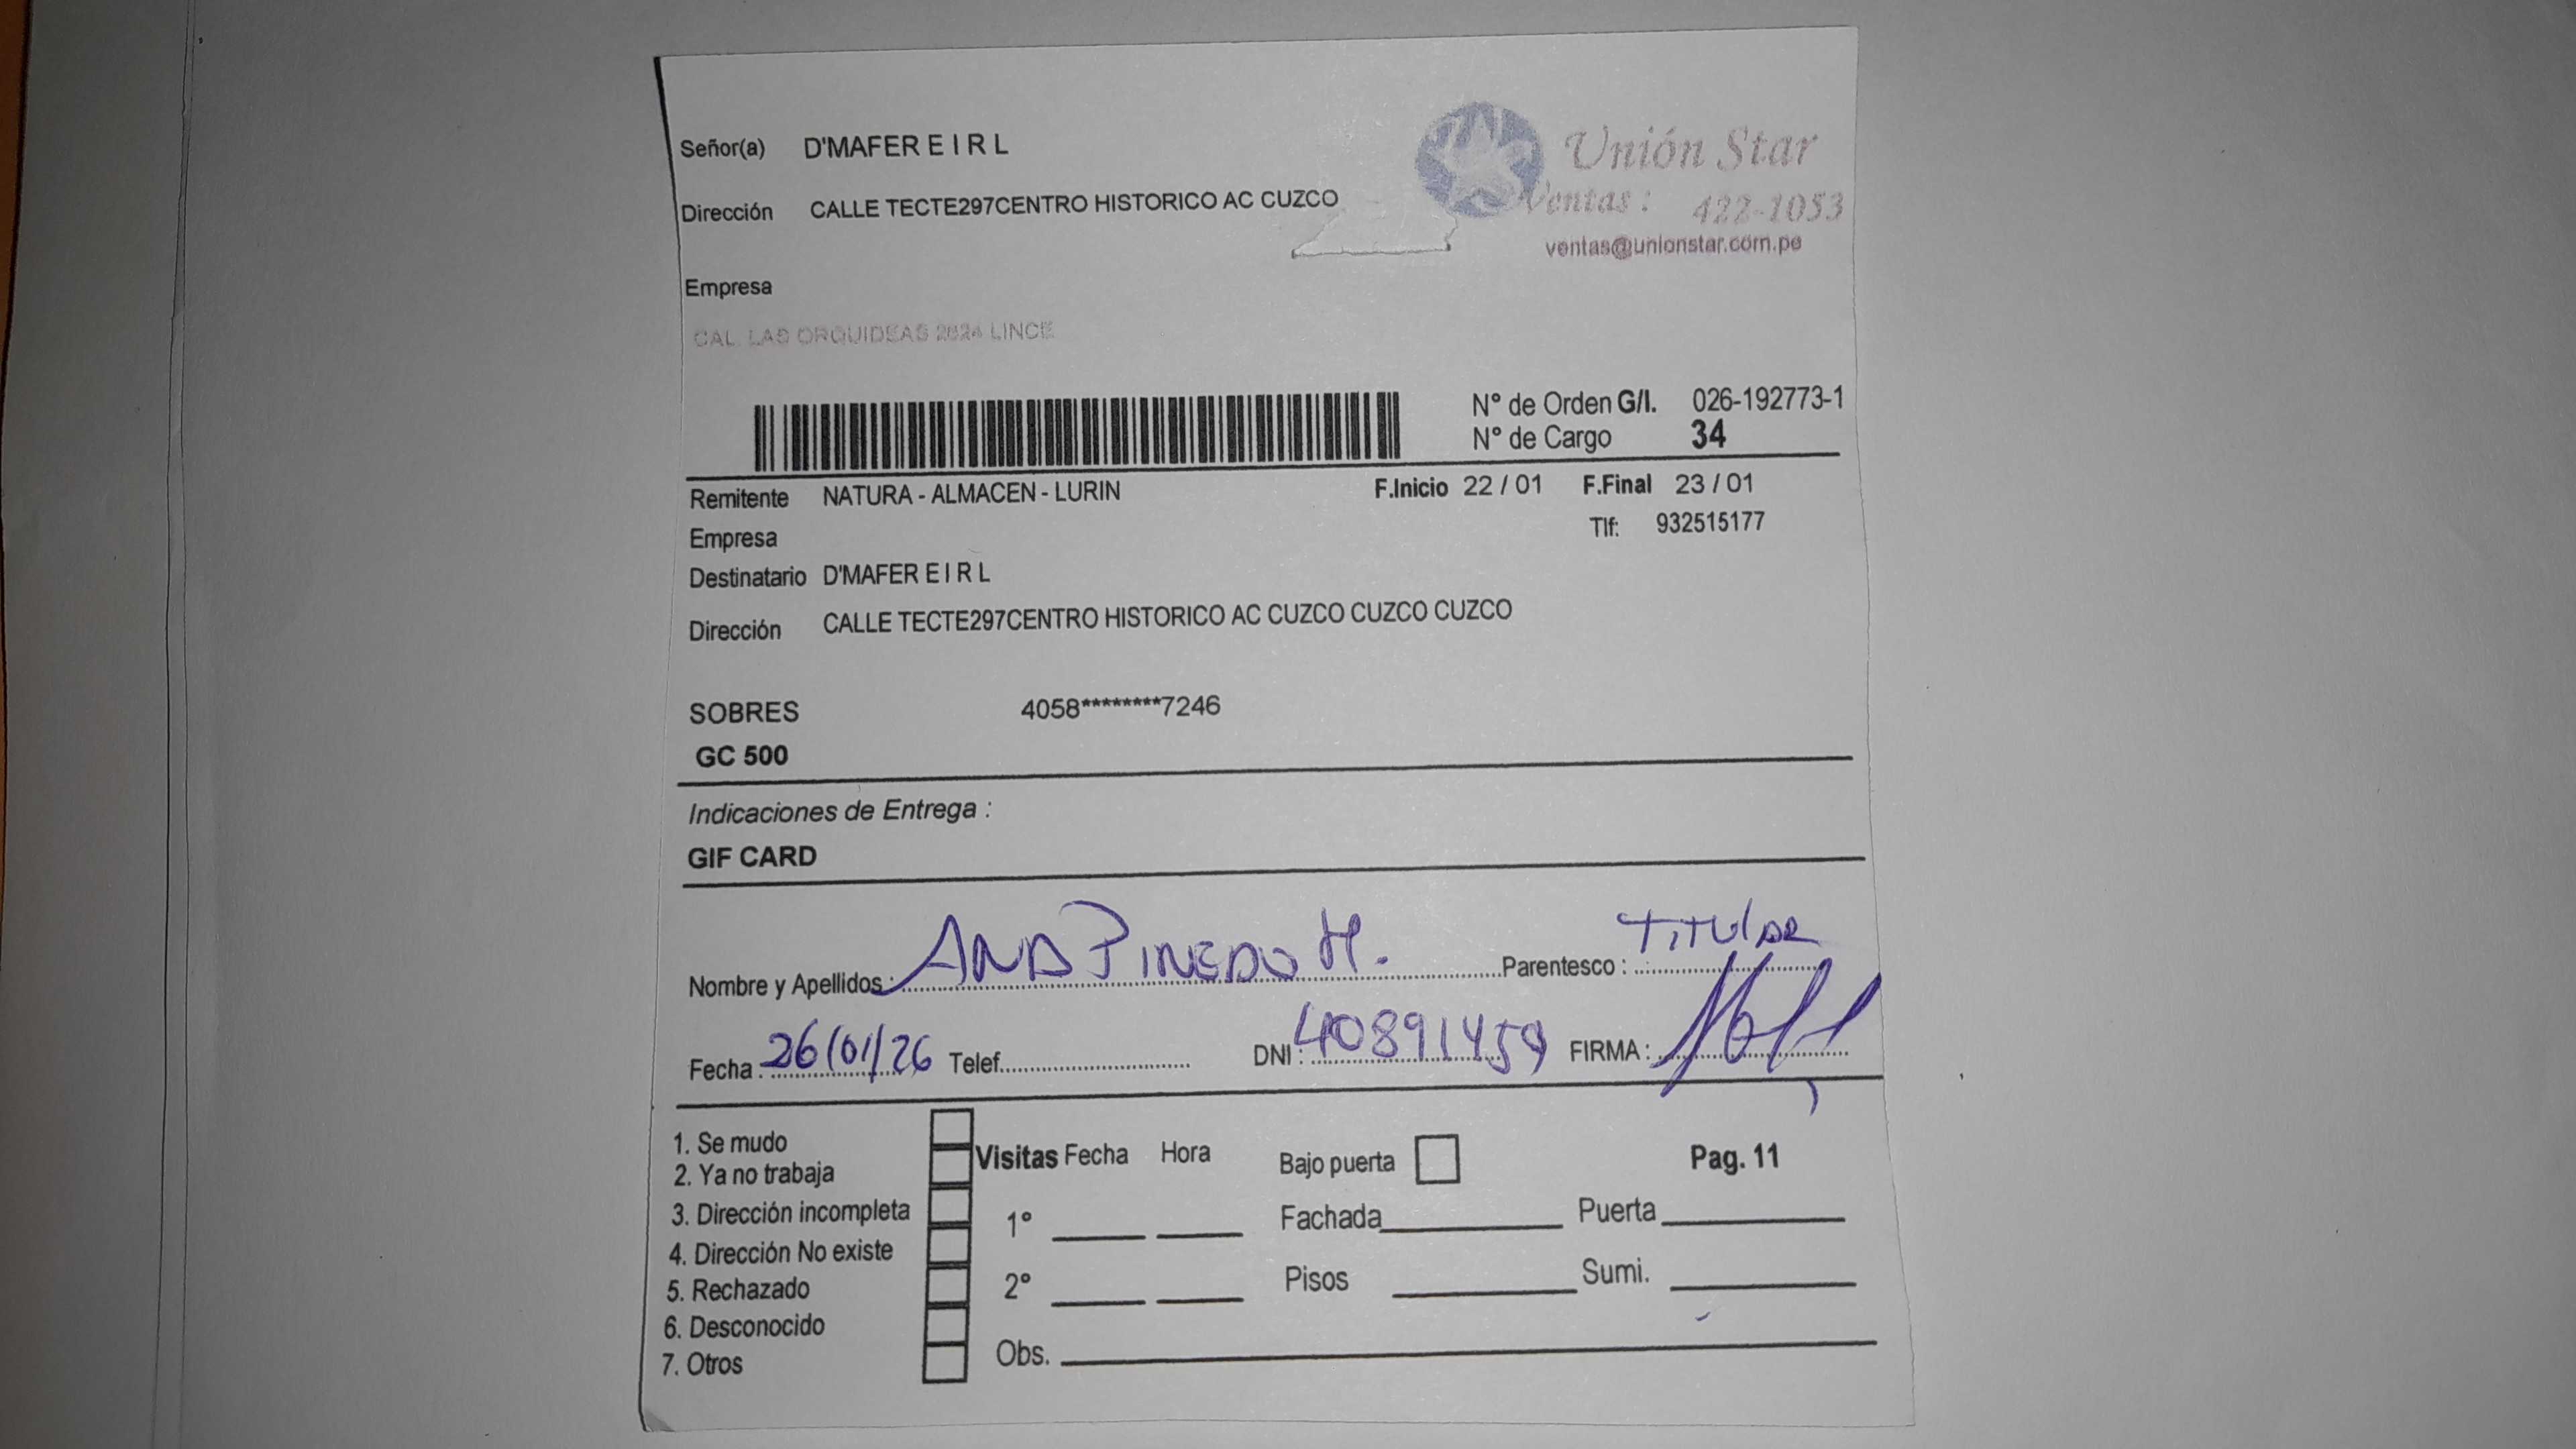 Señor(a) D'MAFER E I R L
Unión Star
Dirección CALLE TECTE297CENTRO HISTORICO AC CUZCO
Ventas : 422-1053
ventas@unionstar.com.pe
Empresa
CAL. LAS ORQUIDEAS 2624 LINCE
N° de Orden G/I. 026-192773-1
N° de Cargo 34
Remitente NATURA - ALMACEN - LURIN F.Inicio 22 / 01 F.Final 23 / 01
Empresa Tlf: 932515177
Destinatario D'MAFER E I R L
Dirección CALLE TECTE297CENTRO HISTORICO AC CUZCO CUZCO CUZCO
SOBRES 4058********7246
GC 500
Indicaciones de Entrega :
GIF CARD
Nombre y Apellidos : ANA PINEDO M. Parentesco : TITULAR
Fecha : 26/01/26 Telef. DNI : 40891459 FIRMA :
1. Se mudo
2. Ya no trabaja
3. Dirección incompleta
4. Dirección No existe
5. Rechazado
6. Desconocido
7. Otros
Visitas Fecha Hora Bajo puerta Pag. 11
1° Fachada Puerta
2° Pisos Sumi.
Obs.